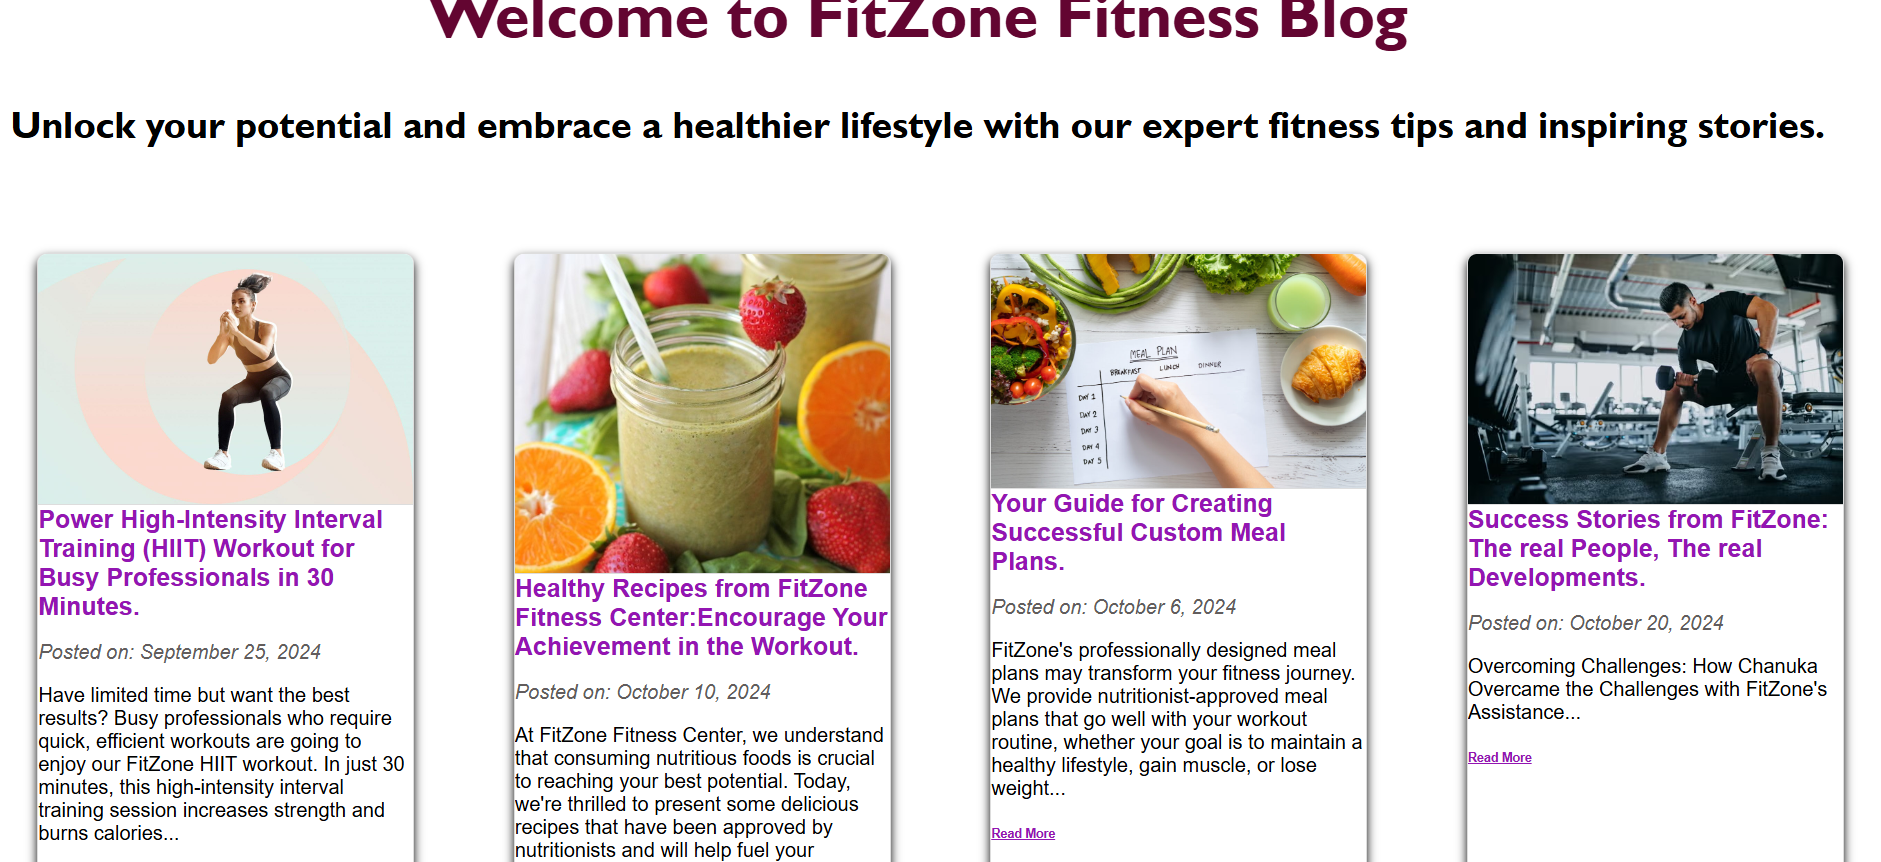 Welcome to FitZone Fitness Blog
Unlock your potential and embrace a healthier lifestyle with our expert fitness tips and inspiring stories.
Power High-Intensity Interval
Training (HIIT) Workout for
Busy Professionals in 30
Minutes.
Posted on: September 25, 2024
Have limited time but want the best
results? Busy professionals who require
quick, efficient workouts are going to
enjoy our FitZone HIIT workout. In just 30
minutes, this high-intensity interval
training session increases strength and
burns calories...
Healthy Recipes from FitZone
Fitness Center:Encourage Your
Achievement in the Workout.
Posted on: October 10, 2024
At FitZone Fitness Center, we understand
that consuming nutritious foods is crucial
to reaching your best potential. Today,
we're thrilled to present some delicious
recipes that have been approved by
nutritionists and will help fuel your
MEAL PLAN
BREAKFAST LUNCH DINNER
DAY 1
DAY 2
DAY 3
DAY 4
DAY 5
Your Guide for Creating
Successful Custom Meal
Plans.
Posted on: October 6, 2024
FitZone's professionally designed meal
plans may transform your fitness journey.
We provide nutritionist-approved meal
plans that go well with your workout
routine, whether your goal is to maintain a
healthy lifestyle, gain muscle, or lose
weight...
Read More
Success Stories from FitZone:
The real People, The real
Developments.
Posted on: October 20, 2024
Overcoming Challenges: How Chanuka
Overcame the Challenges with FitZone's
Assistance...
Read More